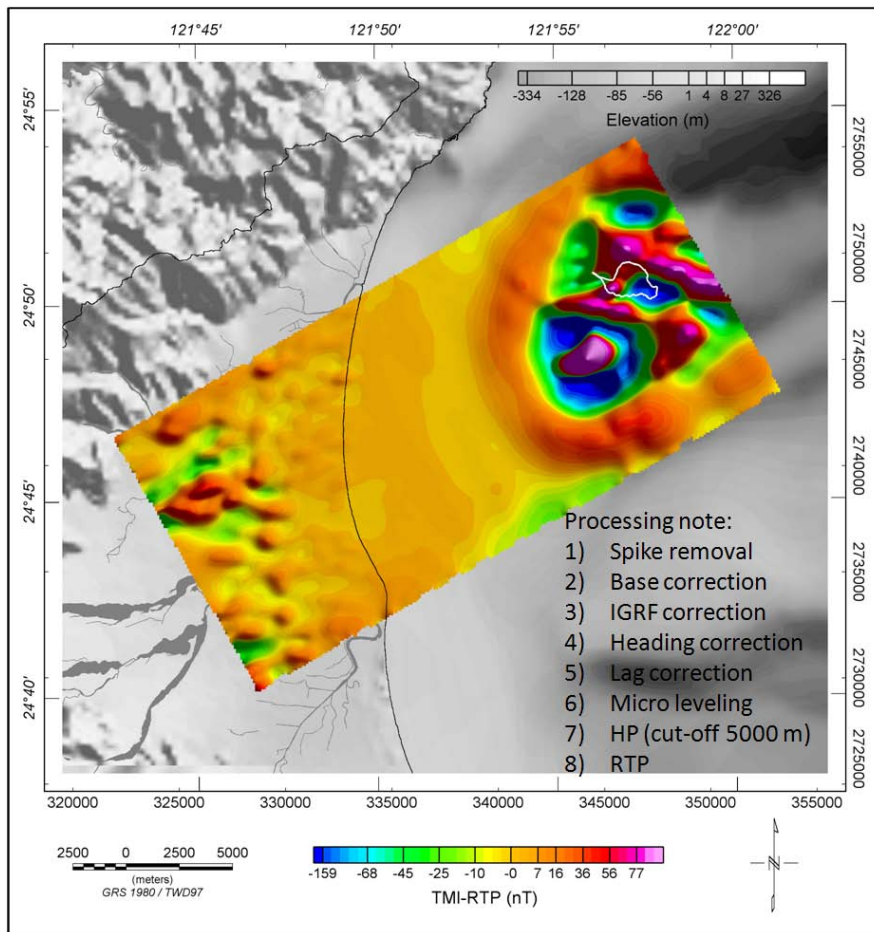 121°45' 121°50' 121°55' 122°00'
-334 -128 -85 -56 1 4 8 27 326
Elevation (m)
24°55'
24°50'
24°45'
24°40'
2755000
2750000
2745000
2740000
2735000
2730000
2725000
Processing note:
1) Spike removal
2) Base correction
3) IGRF correction
4) Heading correction
5) Lag correction
6) Micro leveling
7) HP (cut-off 5000 m)
8) RTP
320000 325000 330000 335000 340000 345000 350000 355000
2500 0 2500 5000
(meters)
GRS 1980 / TWD97
-159 -68 -45 -25 -10 -0 7 16 36 56 77
TMI-RTP (nT)
N